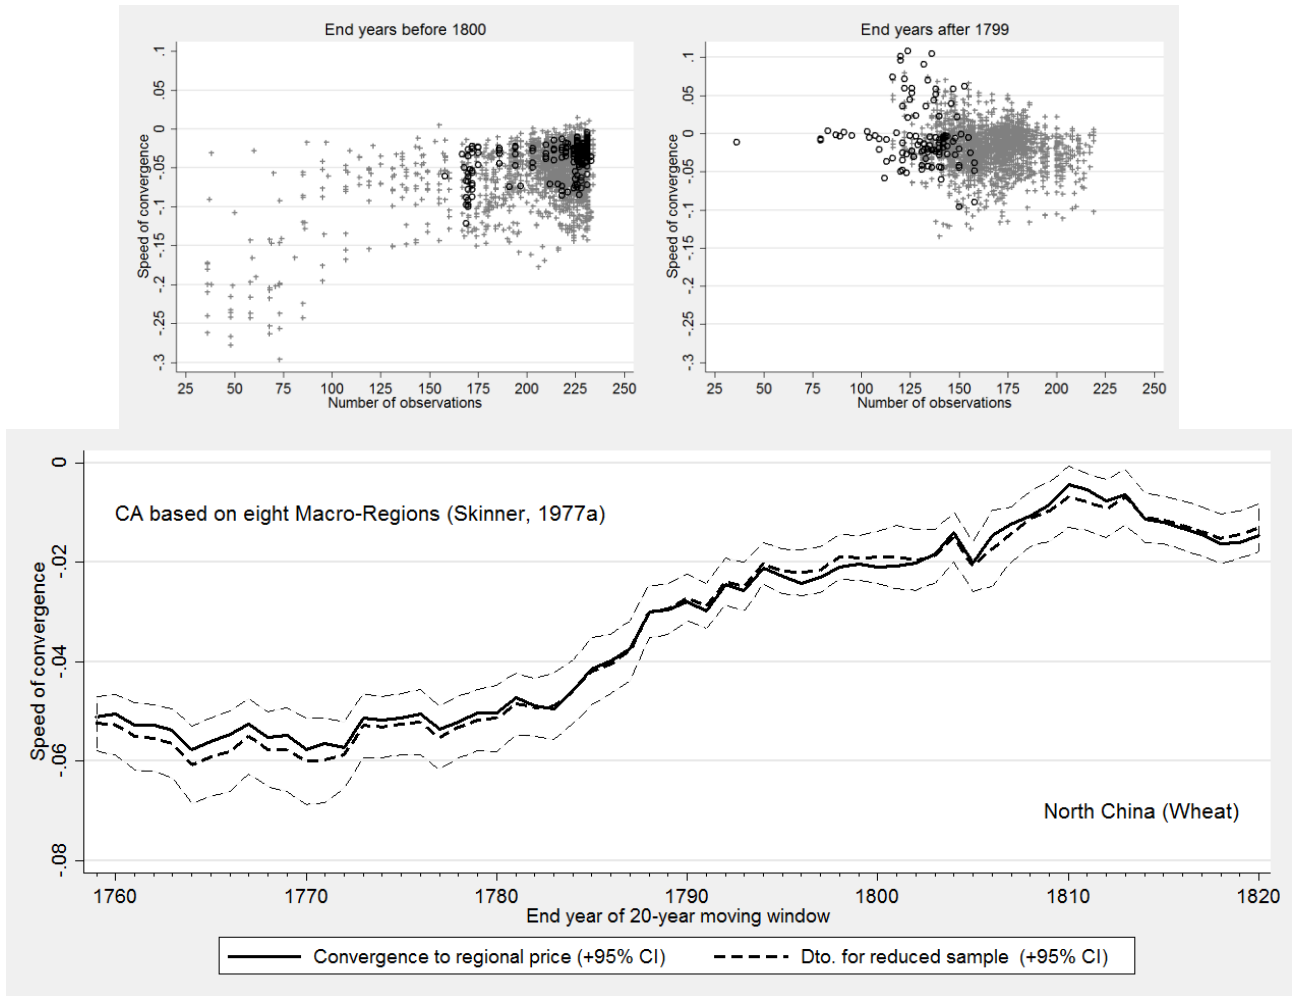 End years before 1800
Speed of convergence
.1
.05
0
-.05
-.1
-.15
-.2
-.25
-.3
25 50 75 100 125 150 175 200 225 250
Number of observations
End years after 1799
Speed of convergence
.1
.05
0
-.05
-.1
-.15
-.2
-.25
-.3
25 50 75 100 125 150 175 200 225 250
Number of observations
Speed of convergence
0
-.02
-.04
-.06
-.08
CA based on eight Macro-Regions (Skinner, 1977a)
North China (Wheat)
1760 1770 1780 1790 1800 1810 1820
End year of 20-year moving window
Convergence to regional price (+95% CI) Dto. for reduced sample (+95% CI)